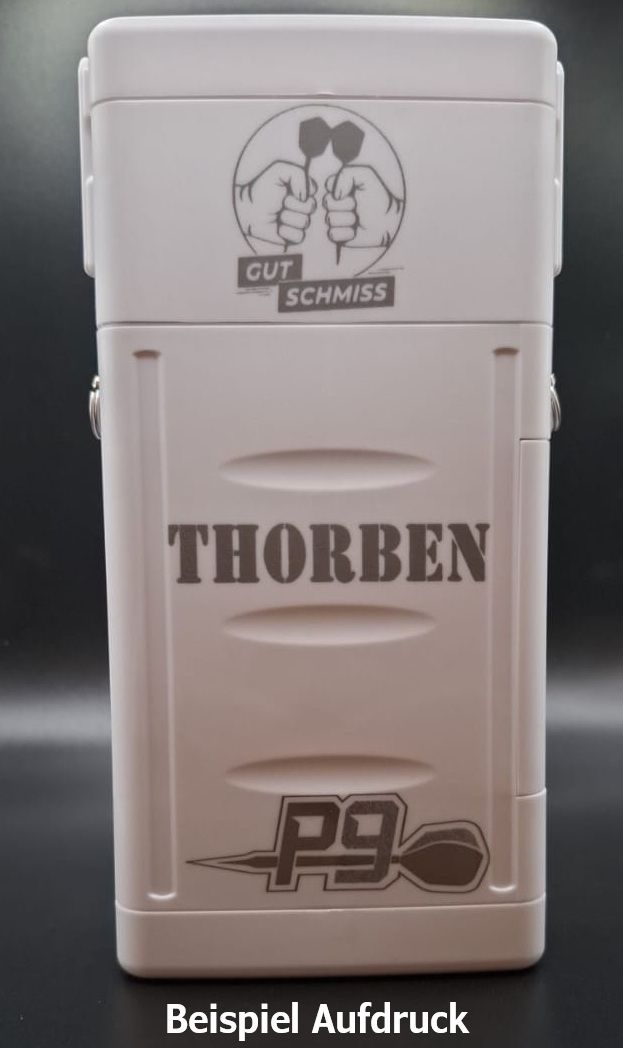 GUT
SCHMISS
THORBEN
P9
Beispiel Aufdruck